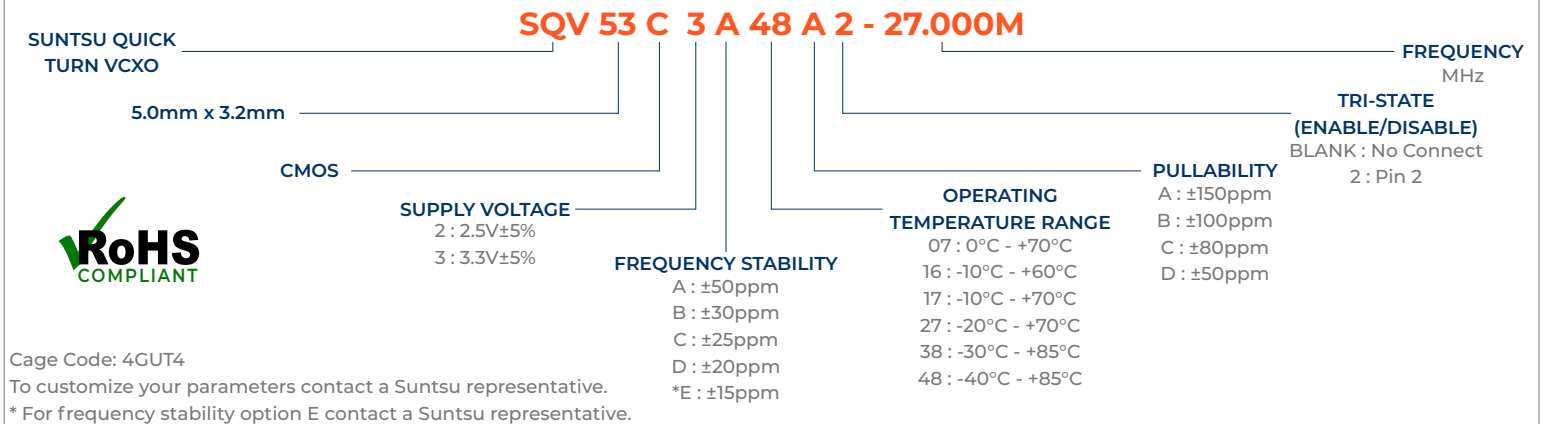 SQV 53 C 3 A 48 A 2 - 27.000M
SUNTSU QUICK
TURN VCXO
5.0mm x 3.2mm
CMOS
SUPPLY VOLTAGE
2 : 2.5V±5%
3 : 3.3V±5%
FREQUENCY STABILITY
A : ±50ppm
B : ±30ppm
C : ±25ppm
D : ±20ppm
*E : ±15ppm
OPERATING
TEMPERATURE RANGE
07 : 0°C - +70°C
16 : -10°C - +60°C
17 : -10°C - +70°C
27 : -20°C - +70°C
38 : -30°C - +85°C
48 : -40°C - +85°C
PULLABILITY
A : ±150ppm
B : ±100ppm
C : ±80ppm
D : ±50ppm
TRI-STATE
(ENABLE/DISABLE)
BLANK : No Connect
2 : Pin 2
FREQUENCY
MHz
RoHS
COMPLIANT
Cage Code: 4GUT4
To customize your parameters contact a Suntsu representative.
* For frequency stability option E contact a Suntsu representative.